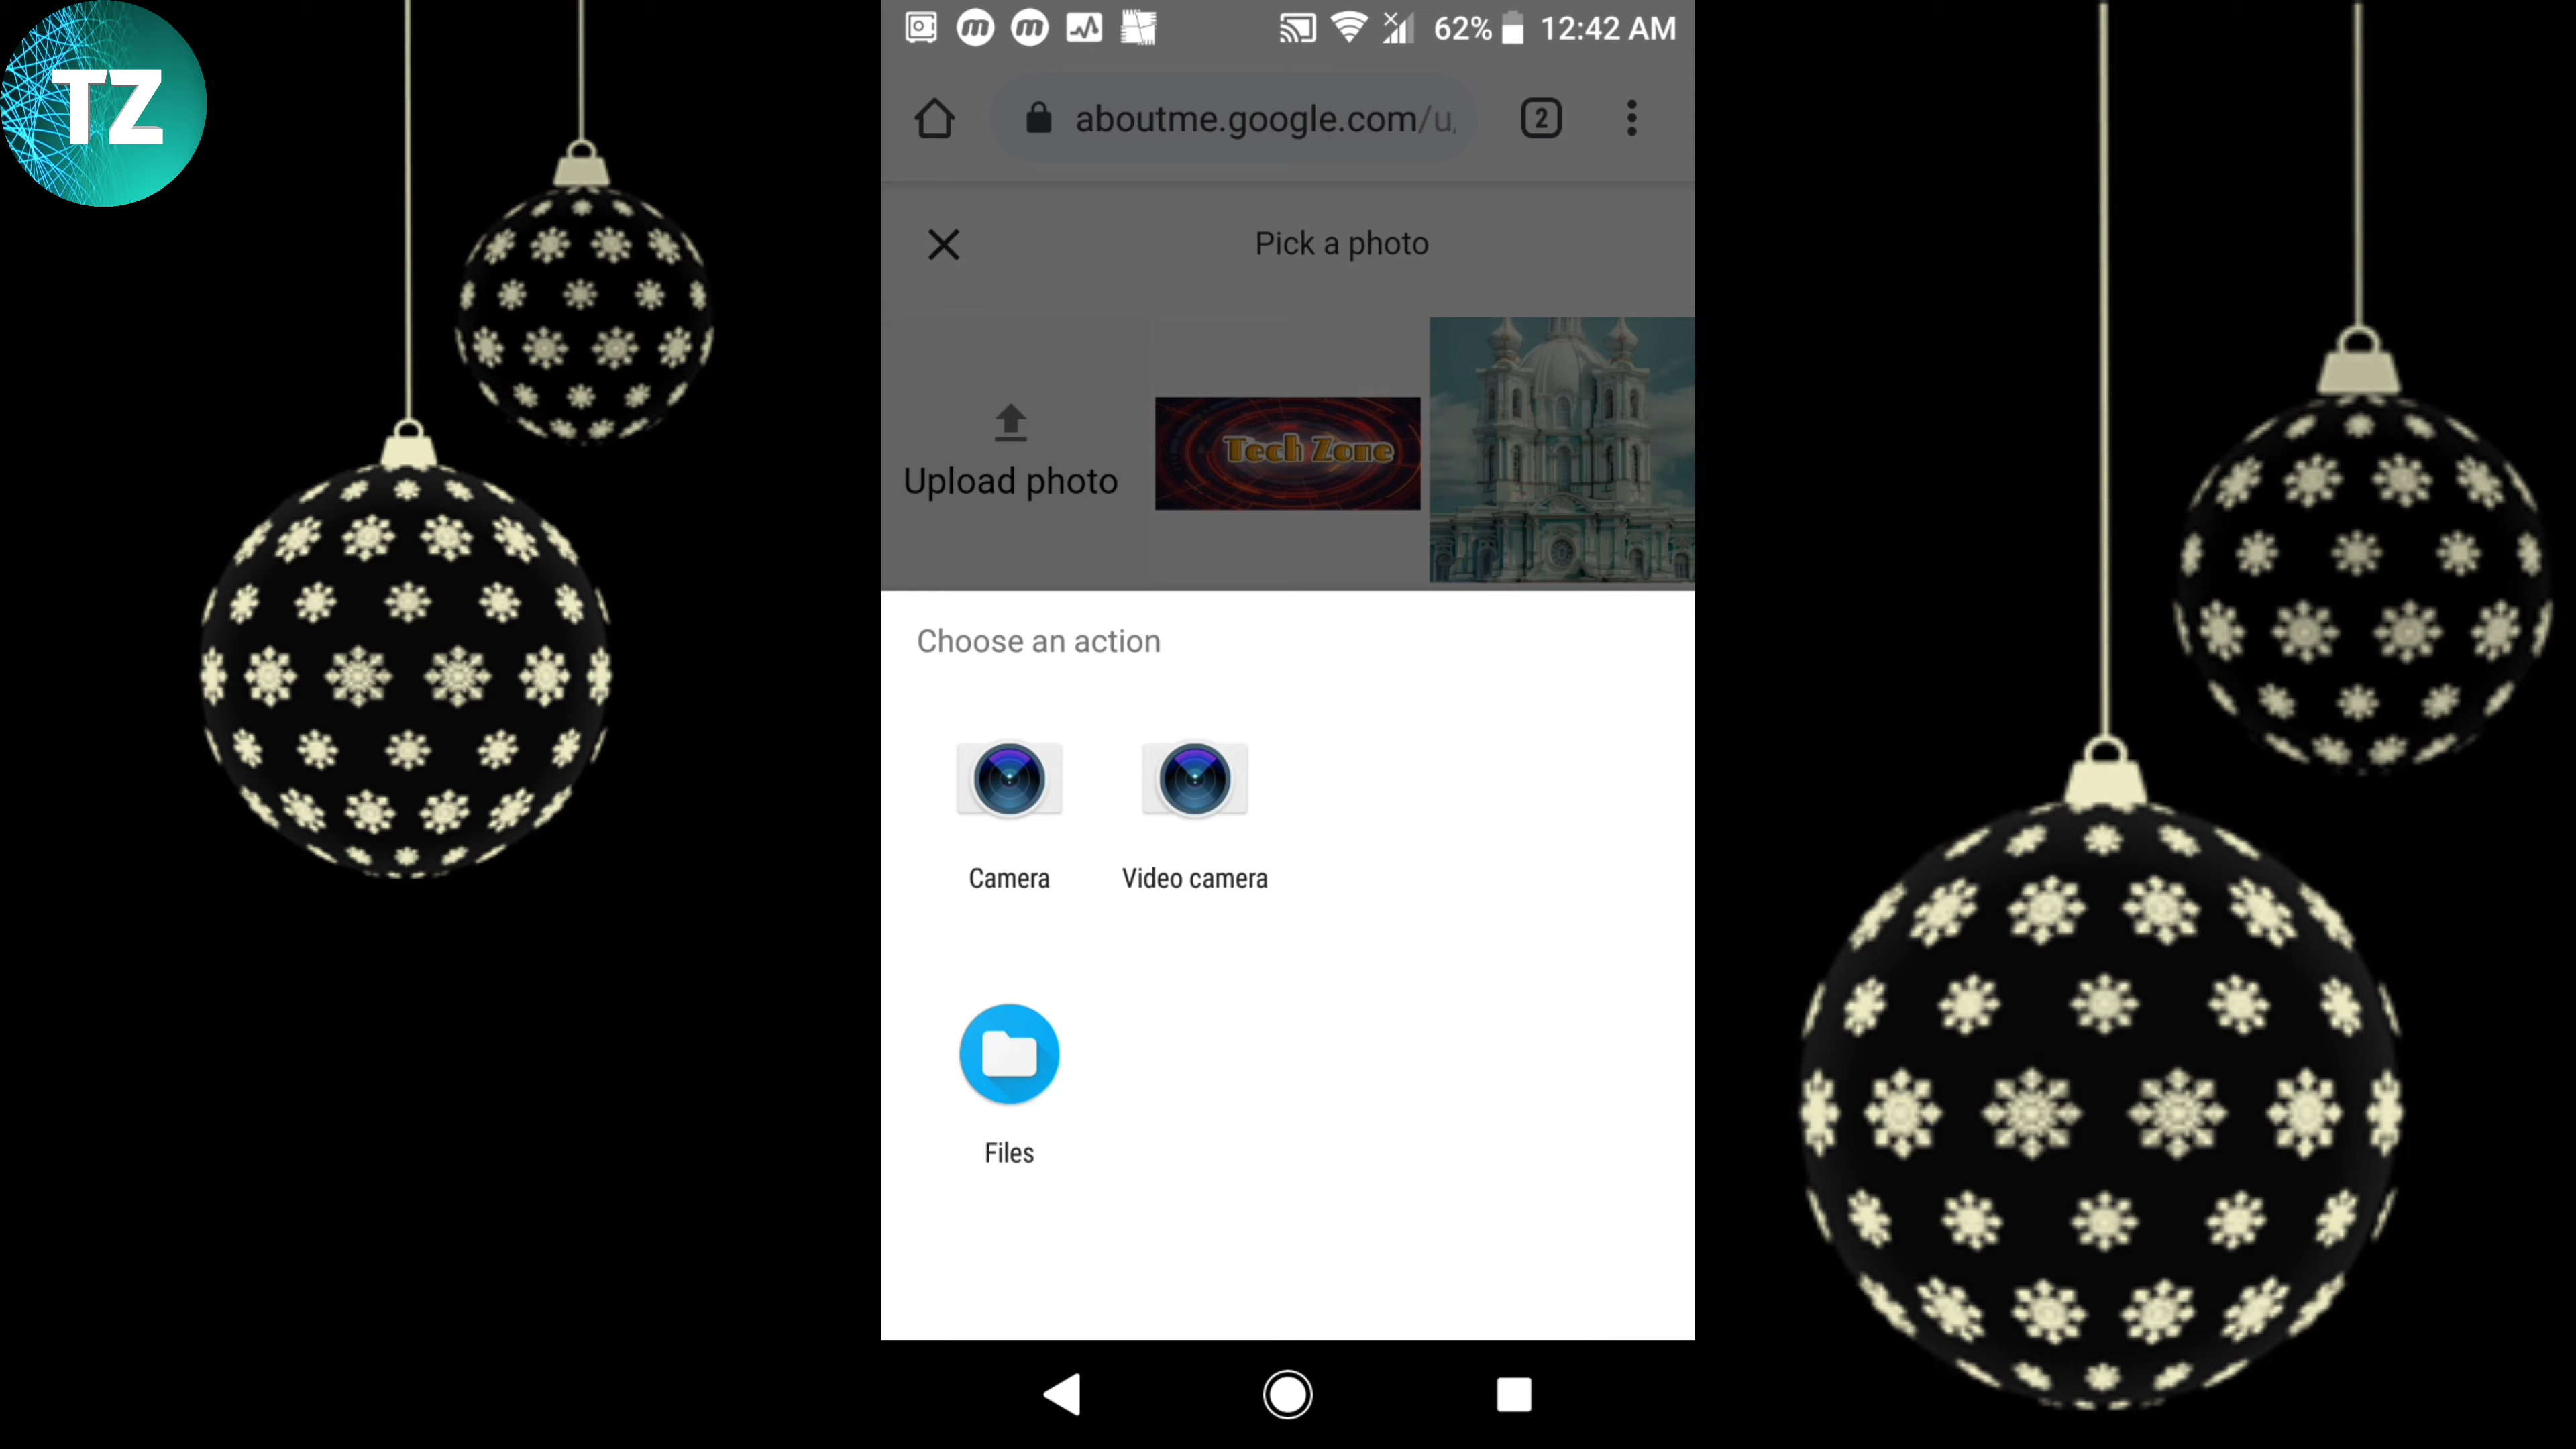 TZ
62% 12:42 AM
aboutme.google.com/u/
2
Pick a photo
Upload photo
Tech Zone
Choose an action
Camera
Video camera
Files